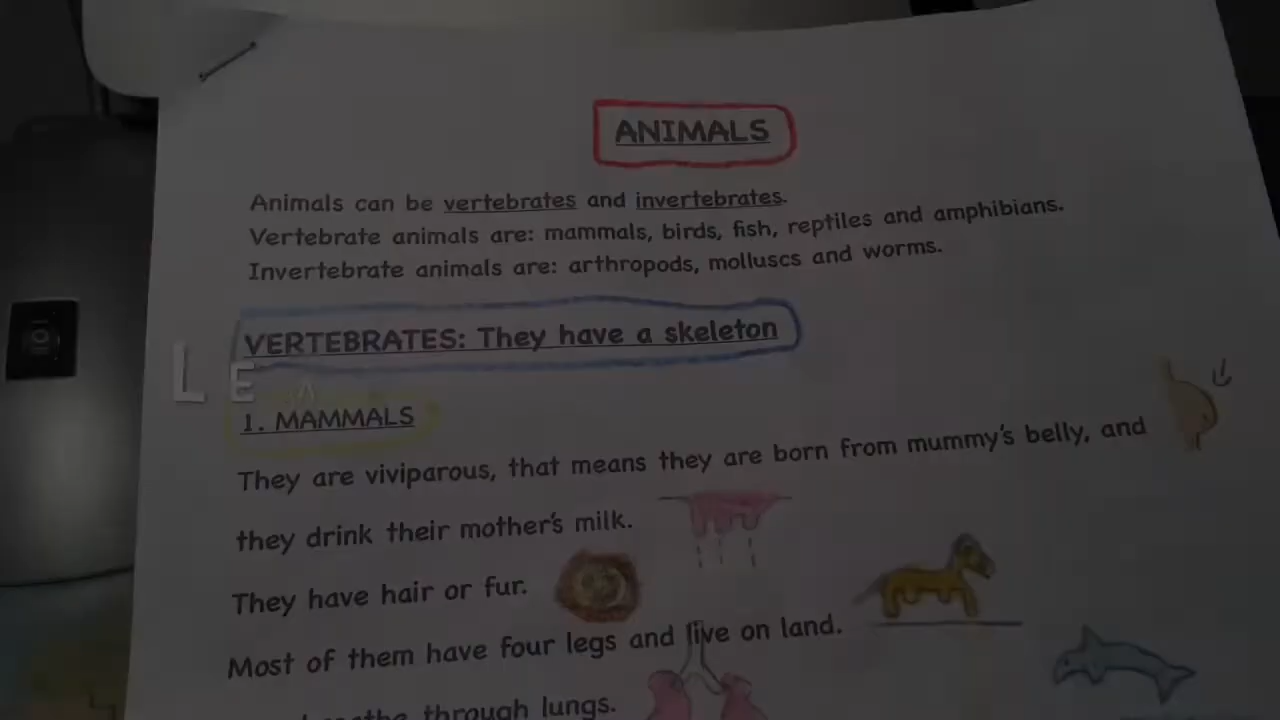 ANIMALS
Animals can be vertebrates and invertebrates.
Vertebrate animals are: mammals, birds, fish, reptiles and amphibians.
Invertebrate animals are: arthropods, molluscs and worms.
VERTEBRATES: They have a skeleton
L E A
1. MAMMALS
They are viviparous, that means they are born from mummy's belly, and
they drink their mother's milk.
They have hair or fur.
Most of them have four legs and live on land.
through lungs.